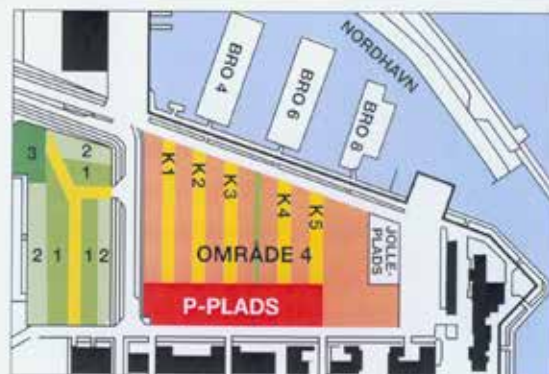 NORDHAVN
BRO 4
BRO 6
BRO 8
3
2
1
2
1
1
2
K1
K2
K3
K4
K5
OMRÅDE 4
JOLLE-
PLADS
P-PLADS